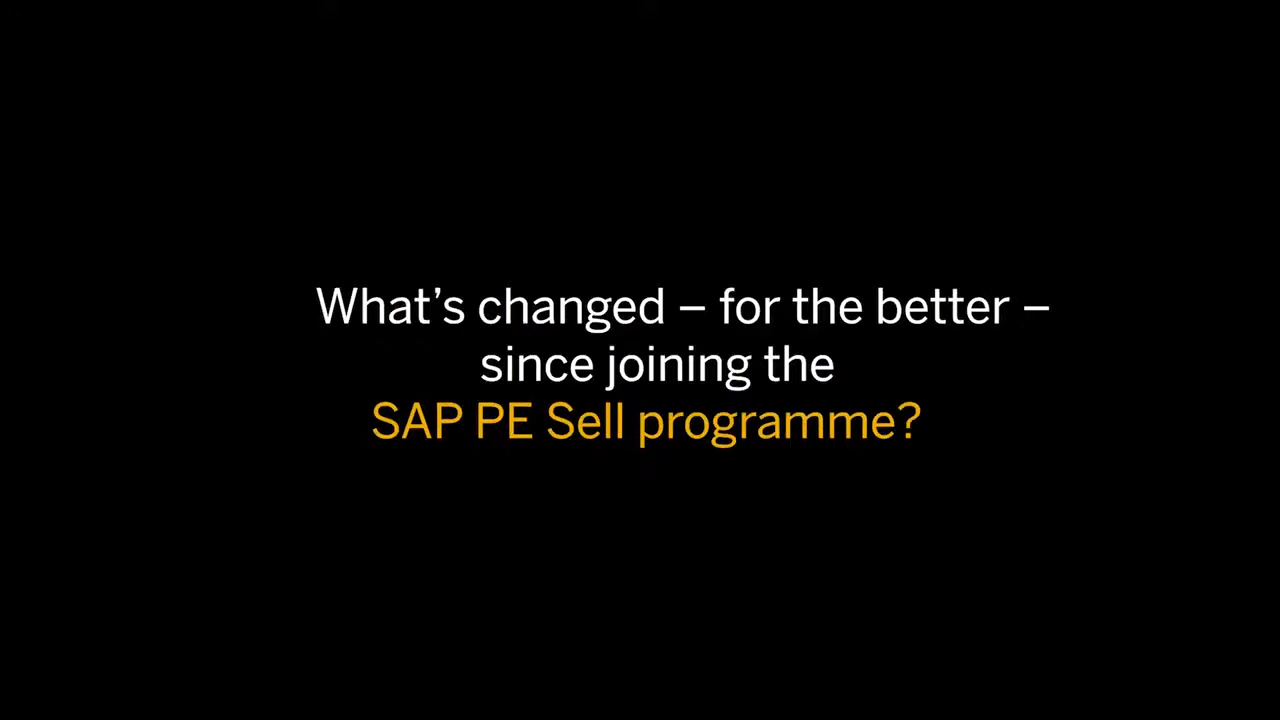 What’s changed – for the better –
since joining the
SAP PE Sell programme?